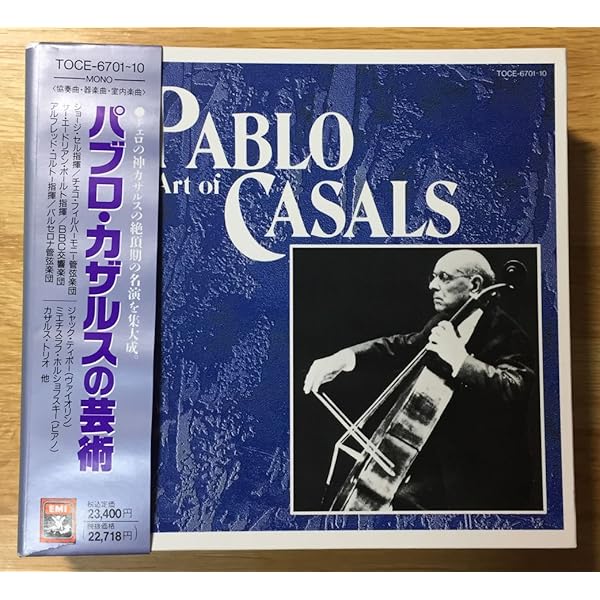 TOCE-6701~10
MONO
〈協奏曲・器楽曲・室内楽曲〉
パブロ・カザルスの芸術
●チェロの神カザルスの絶頂期の名演を集大成。
ジョージ・セル指揮/チェコ・フィルハーモニー管弦楽団
サー・エードリアン・ボールト指揮/BBC交響楽団
アルフレッド・コルトー指揮/バルセロナ管弦楽団
ジャック・ティボー(ヴァイオリン)
ミエチスラフ・ホルショフスキー(ピアノ)
カザルス・トリオ 他
EMI
税込定価
23,400円
税抜価格
(22,718円)
TOCE-6701-10
PABLO
Art of
CASALS